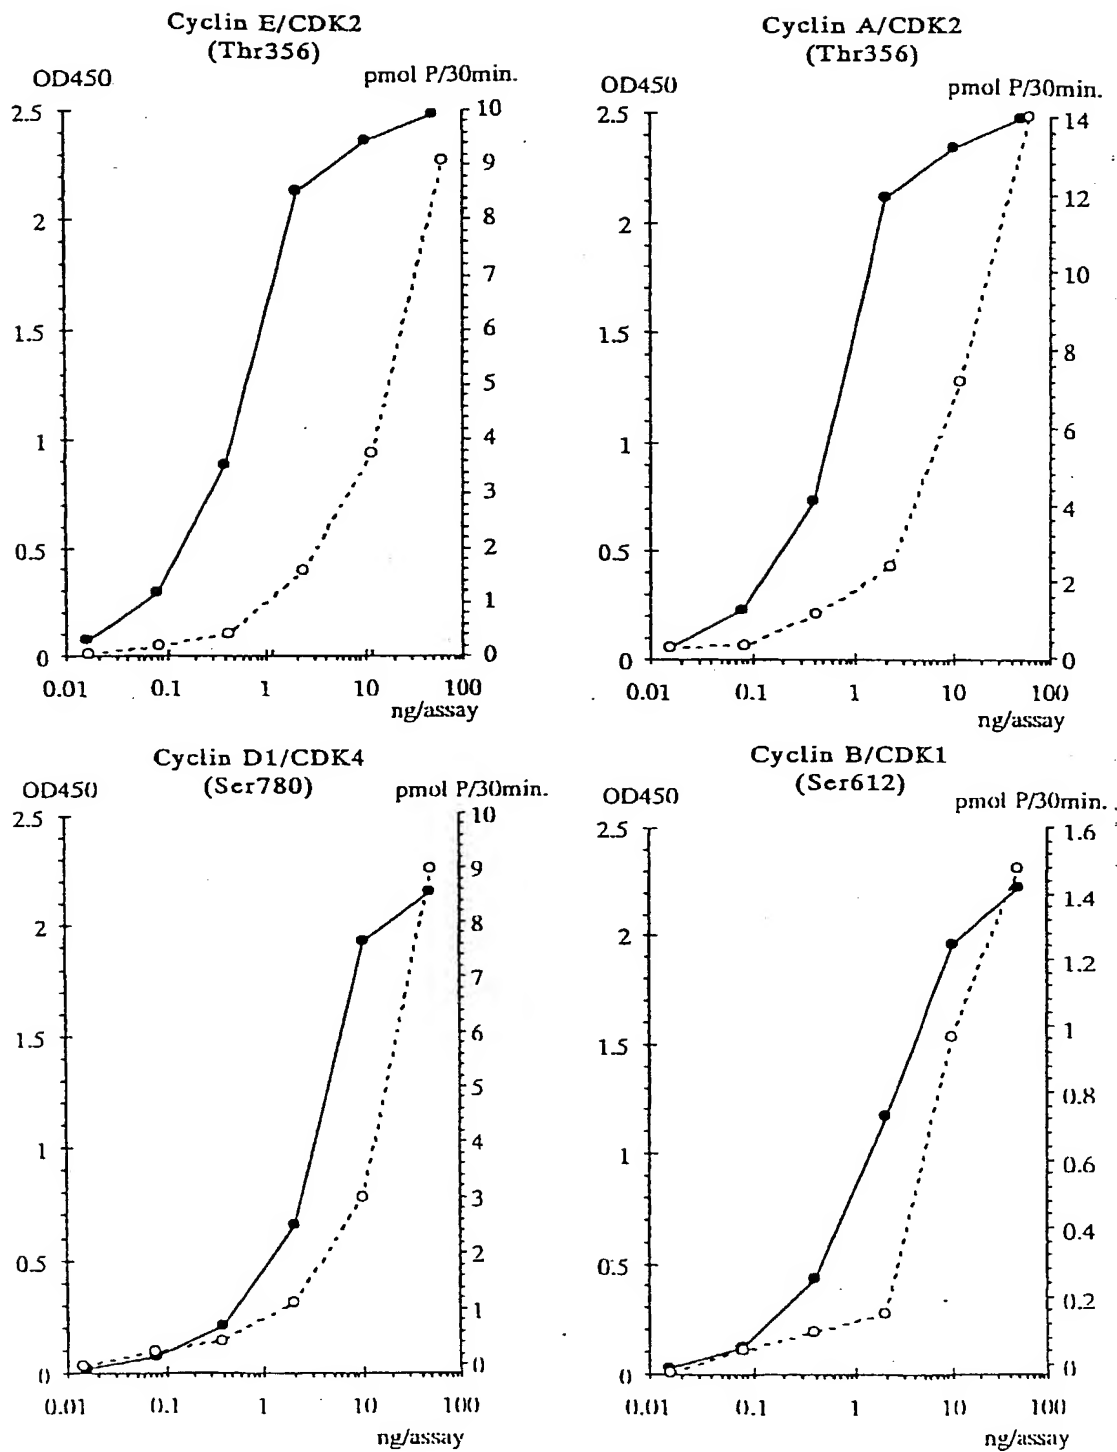 Cyclin E/CDK2
(Thr356)
OD450
pmol P/30min.
2.5
2
1.5
1
0.5
0
10
9
8
7
6
5
4
3
2
1
0
0.01 0.1 1 10 100
ng/assay
Cyclin A/CDK2
(Thr356)
OD450
pmol P/30min.
2.5
2
1.5
1
0.5
0
14
12
10
8
6
4
2
0
0.01 0.1 1 10 100
ng/assay
Cyclin D1/CDK4
(Ser780)
OD450
pmol P/30min.
2.5
2
1.5
1
0.5
0
10
9
8
7
6
5
4
3
2
1
0
0.01 0.1 1 10 100
ng/assay
Cyclin B/CDK1
(Ser612)
OD450
pmol P/30min.
2.5
2
1.5
1
0.5
0
1.6
1.4
1.2
1
0.8
0.6
0.4
0.2
0
0.01 0.1 1 10 100
ng/assay